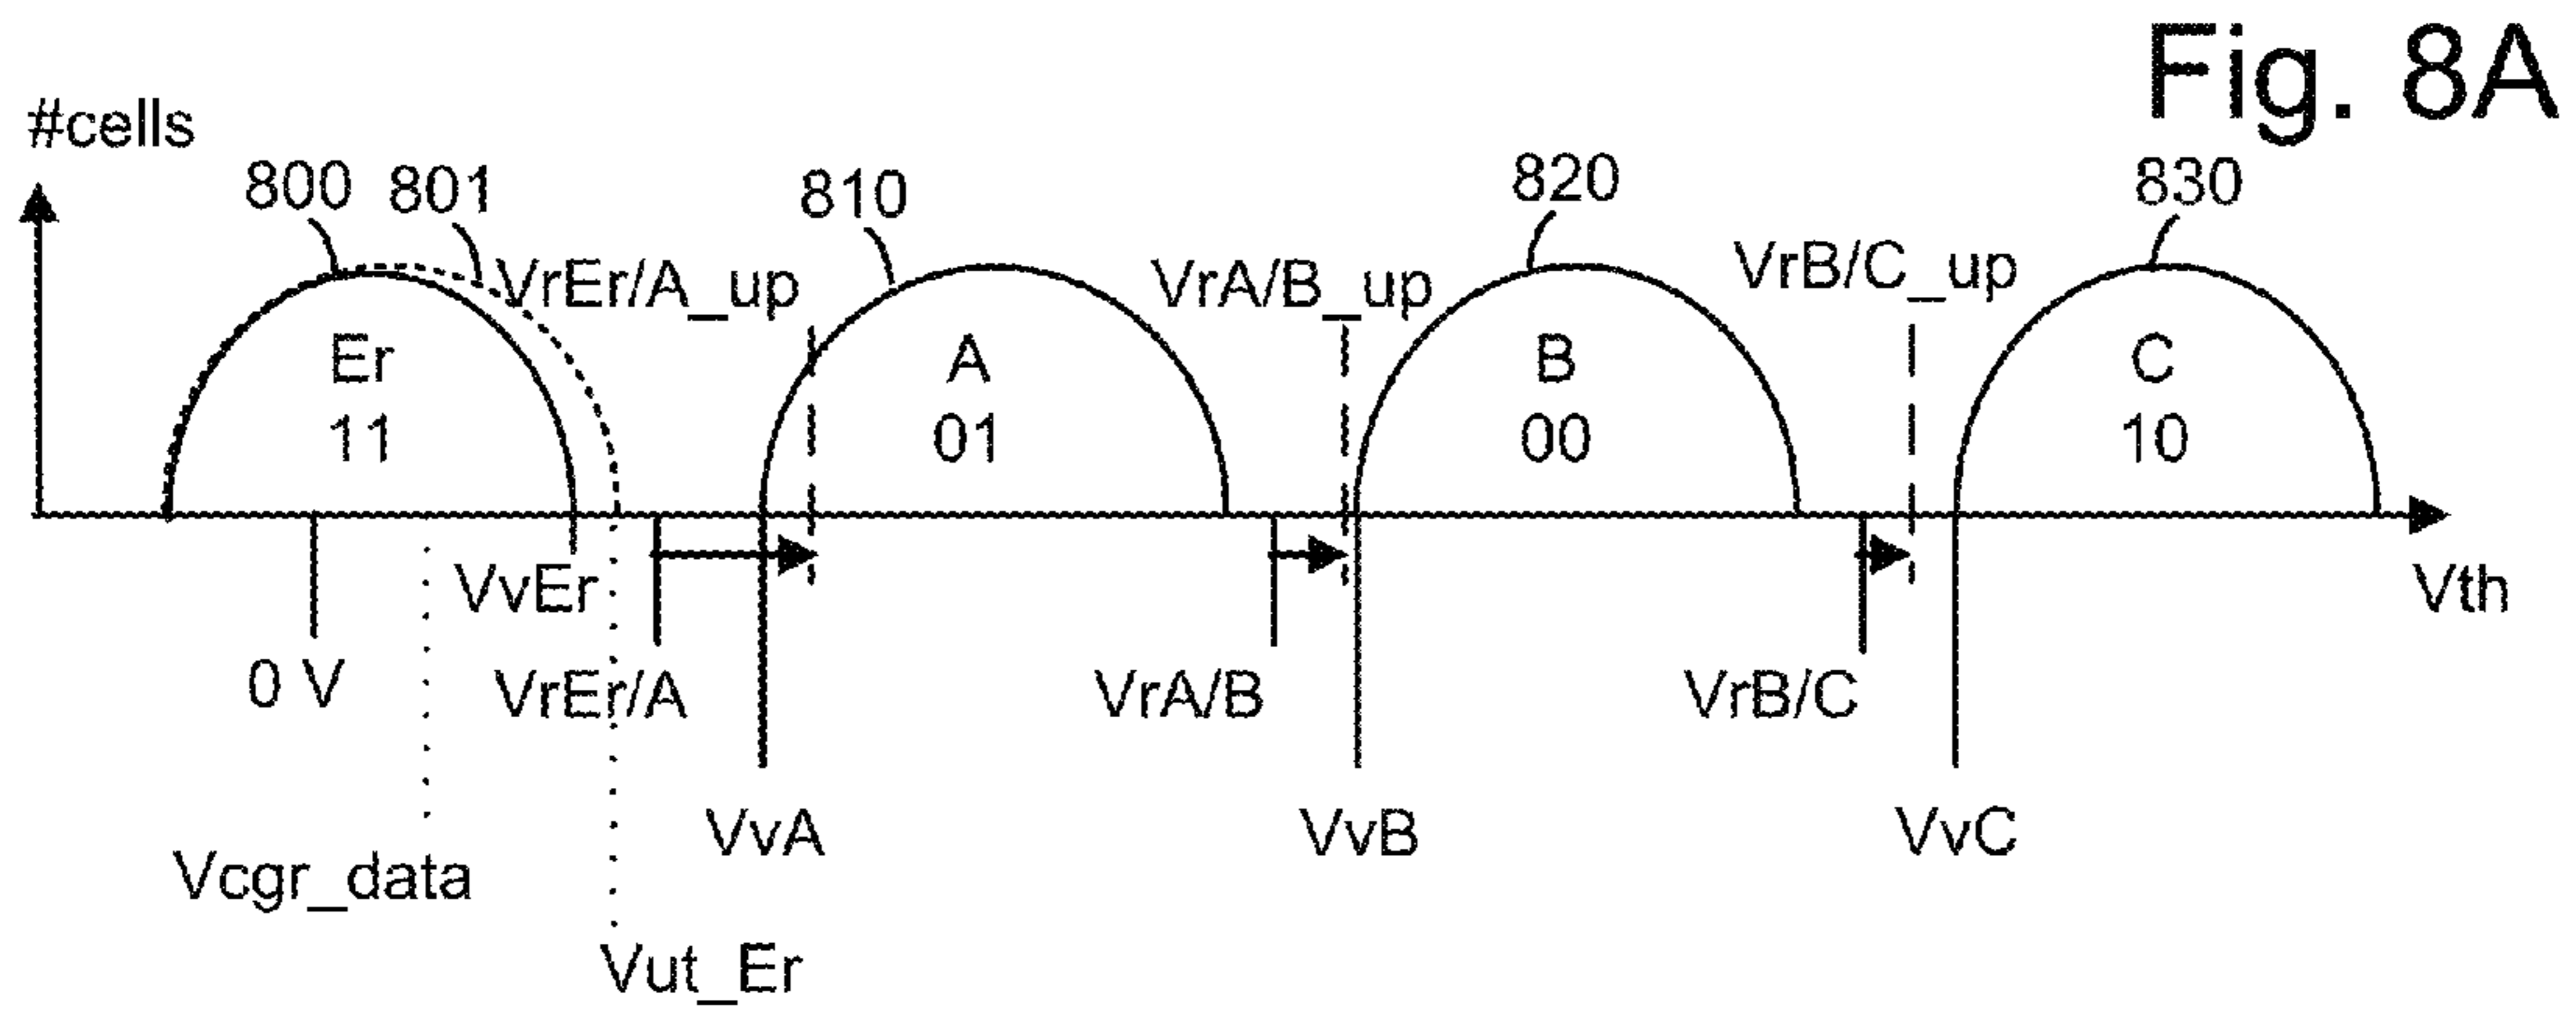 Fig. 8A
#cells
800
801
810
820
830
VrEr/A_up
VrA/B_up
VrB/C_up
Er
11
A
01
B
00
C
10
VvEr
Vth
0 V
VrEr/A
VrA/B
VrB/C
VvA
VvB
VvC
Vcgr_data
Vut_Er